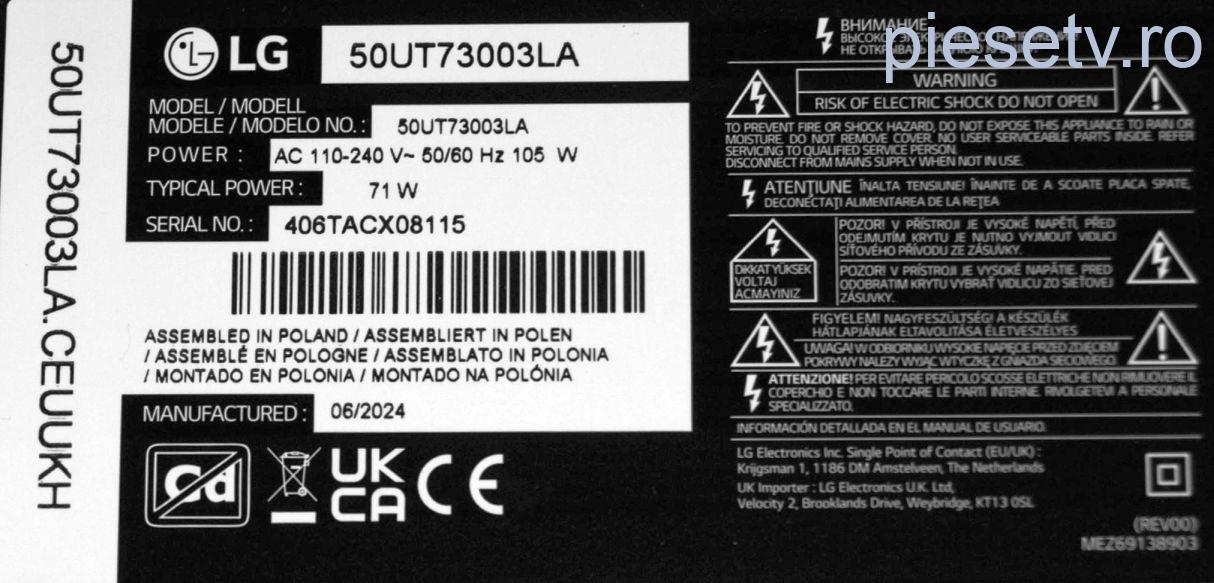 50UT73003LA.CEUUKH
LG
50UT73003LA
MODEL / MODELL
MODELE / MODELO NO. : 50UT73003LA
POWER : AC 110-240 V~ 50/60 Hz 105 W
TYPICAL POWER : 71 W
SERIAL NO. : 406TACX08115
ASSEMBLED IN POLAND / ASSEMBLIERT IN POLEN
/ ASSEMBLÉ EN POLOGNE / ASSEMBLATO IN POLONIA
/ MONTADO EN POLONIA / MONTADO NA POLÓNIA
MANUFACTURED : 06/2024
Cd
UK
CA
CE
piesetv.ro
ВНИМАНИЕ
ВЫСОКОЕ
НЕ
WARNING
RISK OF ELECTRIC SHOCK DO NOT OPEN
TO PREVENT FIRE OR SHOCK HAZARD, DO NOT EXPOSE THIS APPLIANCE TO RAIN OR
MOISTURE. DO NOT REMOVE COVER. NO USER SERVICEABLE PARTS INSIDE. REFER
SERVICING TO QUALIFIED SERVICE PERSON.
DISCONNECT FROM MAINS SUPPLY WHEN NOT IN USE.
ATENŢIUNE ÎNALTA TENSIUNE! ÎNAINTE DE A SCOATE PLACA SPATE,
DECONECTAŢI ALIMENTAREA DE LA REŢEA
DİKKAT YÜKSEK
VOLTAJ
AÇMAYINIZ
POZOR! V PŘÍSTROJI JE VYSOKÉ NAPĚTÍ, PŘED
ODEJMUTÍM KRYTU JE NUTNO VYJMOUT VIDLICI
SÍŤOVÉHO PŘÍVODU ZE ZÁSUVKY.
POZOR! V PRÍSTROJI JE VYSOKÉ NAPÄTIE. PRED
ODOBRATIM KRYTU VYBRAŤ VIDLICU ZO SIEŤOVEJ
ZÁSUVKY.
FIGYELEM! NAGYFESZÜLTSÉG! A KÉSZÜLÉK
HÁTLAPJÁNAK ELTÁVOLÍTÁSA ÉLETVESZÉLYES
UWAGA! W ODBIORNIKU WYSOKIE NAPIĘCIE PRZED ZDJĘCIEM
POKRYWY NALEŻY WYJĄĆ WTYCZKĘ Z GNIAZDA SIECIOWEGO.
ATTENZIONE! PER EVITARE PERICOLO SCOSSE ELETTRICHE NON RIMUOVERE IL
COPERCHIO E NON TOCCARE LE PARTI INTERNE. RIVOLGETEVI A PERSONALE
SPECIALIZZATO.
INFORMACIÓN DETALLADA EN EL MANUAL DE USUARIO.
LG Electronics Inc. Single Point of Contact (EU/UK) :
Krijgsman 1, 1186 DM Amstelveen, The Netherlands
UK Importer : LG Electronics U.K. Ltd,
Velocity 2, Brooklands Drive, Weybridge, KT13 0SL
(REV00)
MEZ69138903